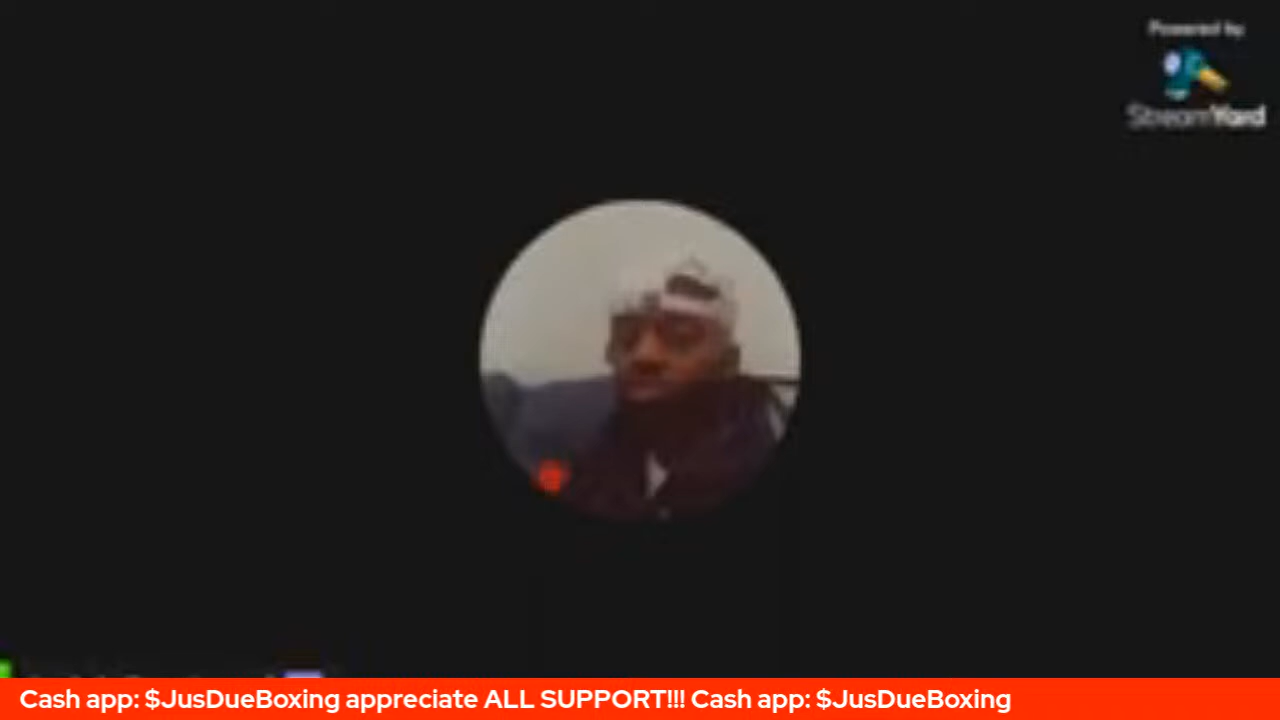 Powered by
StreamYard
Cash app: $JusDueBoxing appreciate ALL SUPPORT!!! Cash app: $JusDueBoxing